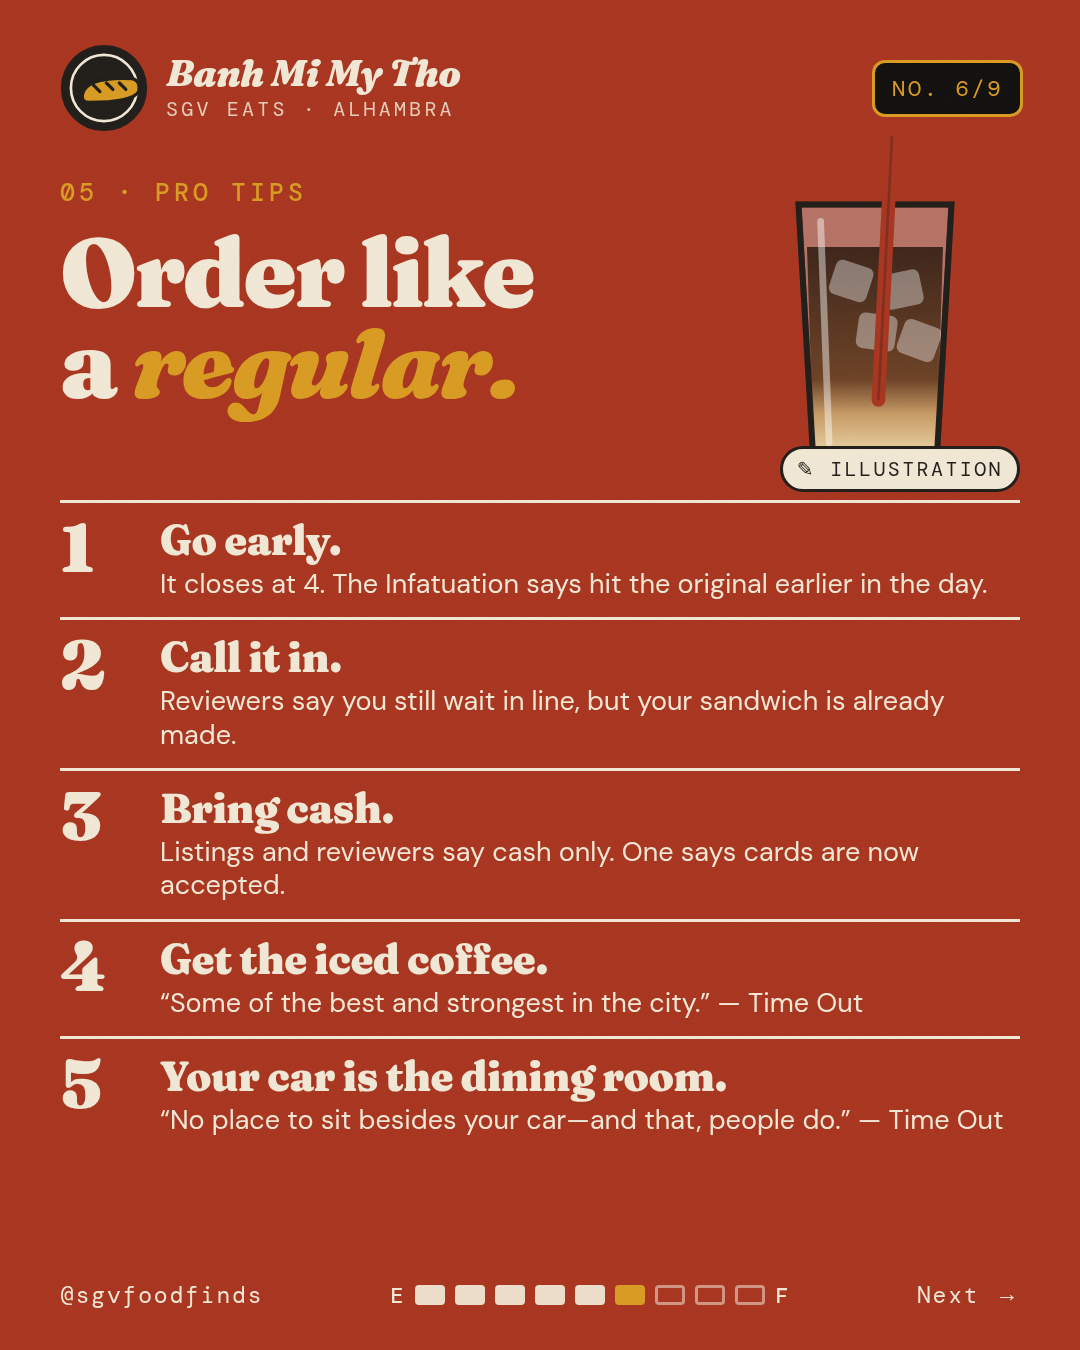 Banh Mi My Tho
SGV EATS · ALHAMBRA
NO. 6/9
05 · PRO TIPS
Order like
a regular.
✎ ILLUSTRATION
1
Go early.
It closes at 4. The Infatuation says hit the original earlier in the day.
2
Call it in.
Reviewers say you still wait in line, but your sandwich is already
made.
3
Bring cash.
Listings and reviewers say cash only. One says cards are now
accepted.
4
Get the iced coffee.
“Some of the best and strongest in the city.” — Time Out
5
Your car is the dining room.
“No place to sit besides your car—and that, people do.” — Time Out
@sgvfoodfinds
E F
Next →